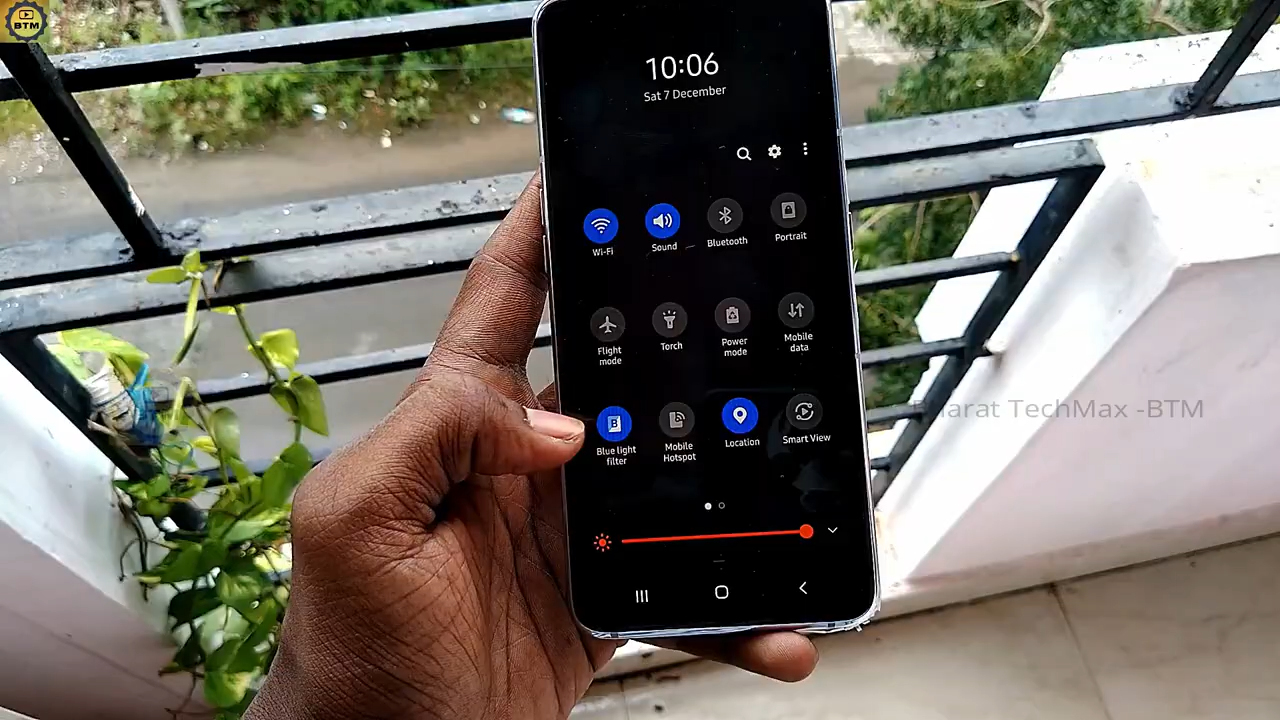 BTM
10:06
Sat 7 December
Wi-Fi
Sound
Bluetooth
Portrait
Flight
mode
Torch
Power
mode
Mobile
data
Blue light
filter
Mobile
Hotspot
Location
Smart View
Bharat TechMax -BTM